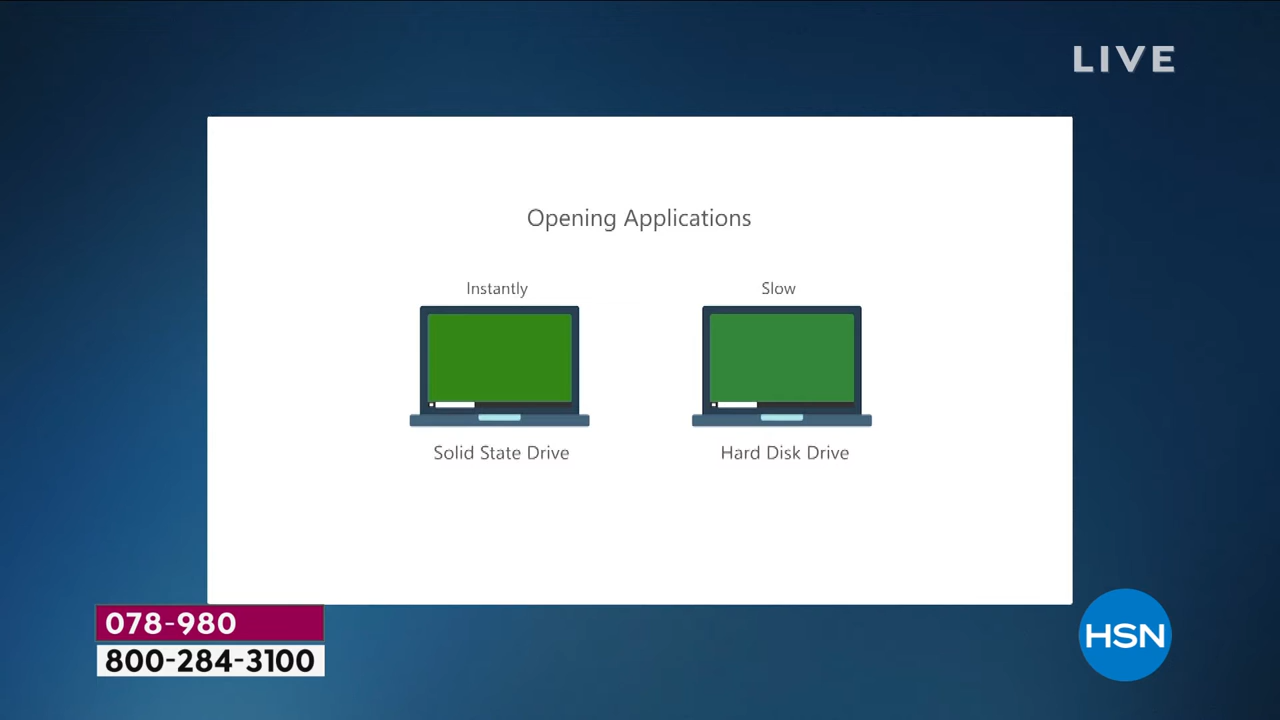 LIVE
Opening Applications
Instantly
Slow
Solid State Drive
Hard Disk Drive
078-980
800-284-3100
HSN